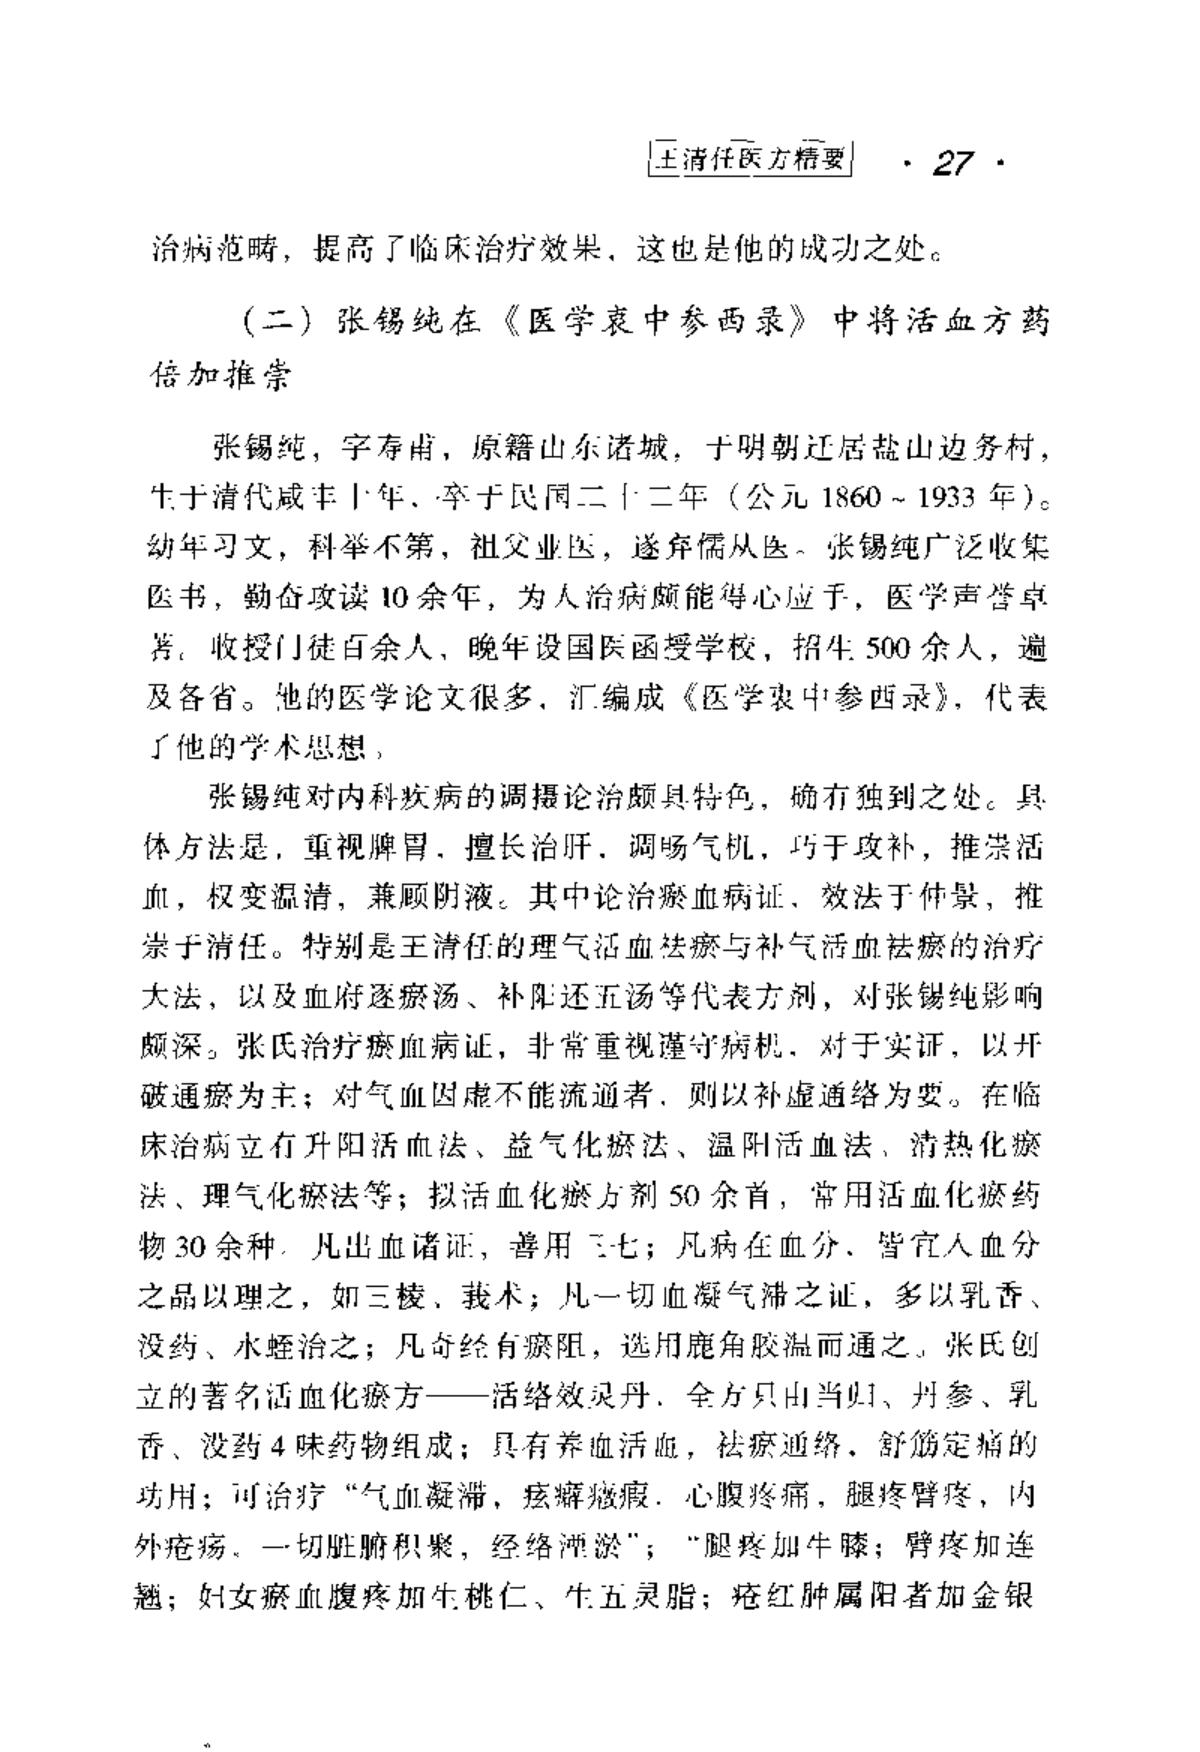 王清任医方精要 · 27 ·
治病范畴，提高了临床治疗效果，这也是他的成功之处。
（二）张锡纯在《医学衷中参西录》中将活血方药
倍加推崇
张锡纯，字寿甫，原籍山东诸城，于明朝迁居盐山边务村，
生于清代咸丰十年、卒于民国二十二年（公元 1860～1933 年）。
幼年习文，科举不第，祖父业医，遂弃儒从医。张锡纯广泛收集
医书，勤奋攻读 10 余年，为人治病颇能得心应手，医学声誉卓
著。收授门徒百余人，晚年设国医函授学校，招生 500 余人，遍
及各省。他的医学论文很多，汇编成《医学衷中参西录》，代表
了他的学术思想。
张锡纯对内科疾病的调摄论治颇具特色，确有独到之处。具
体方法是，重视脾胃，擅长治肝，调畅气机，巧于攻补，推崇活
血，权变温清，兼顾阴液。其中论治瘀血病证，效法于仲景，推
崇于清任。特别是王清任的理气活血祛瘀与补气活血祛瘀的治疗
大法，以及血府逐瘀汤、补阳还五汤等代表方剂，对张锡纯影响
颇深。张氏治疗瘀血病证，非常重视谨守病机，对于实证，以开
破通瘀为主；对气血因虚不能流通者，则以补虚通络为要。在临
床治病立有升阳活血法、益气化瘀法、温阳活血法、清热化瘀
法、理气化瘀法等；拟活血化瘀方剂 50 余首，常用活血化瘀药
物 30 余种。凡出血诸证，善用三七；凡病在血分，皆宜入血分
之品以理之，如三棱、莪术；凡一切血凝气滞之证，多以乳香、
没药、水蛭治之；凡奇经有瘀阻，选用鹿角胶温而通之。张氏创
立的著名活血化瘀方——活络效灵丹，全方只由当归、丹参、乳
香、没药 4 味药物组成；具有养血活血，祛瘀通络，舒筋定痛的
功用；可治疗“气血凝滞，痃癖癥瘕，心腹疼痛，腿疼臂疼，内
外疮疡，一切脏腑积聚，经络湮淤”；“腿疼加牛膝；臂疼加连
翘；妇女瘀血腹疼加生桃仁、生五灵脂；疮红肿属阳者加金银